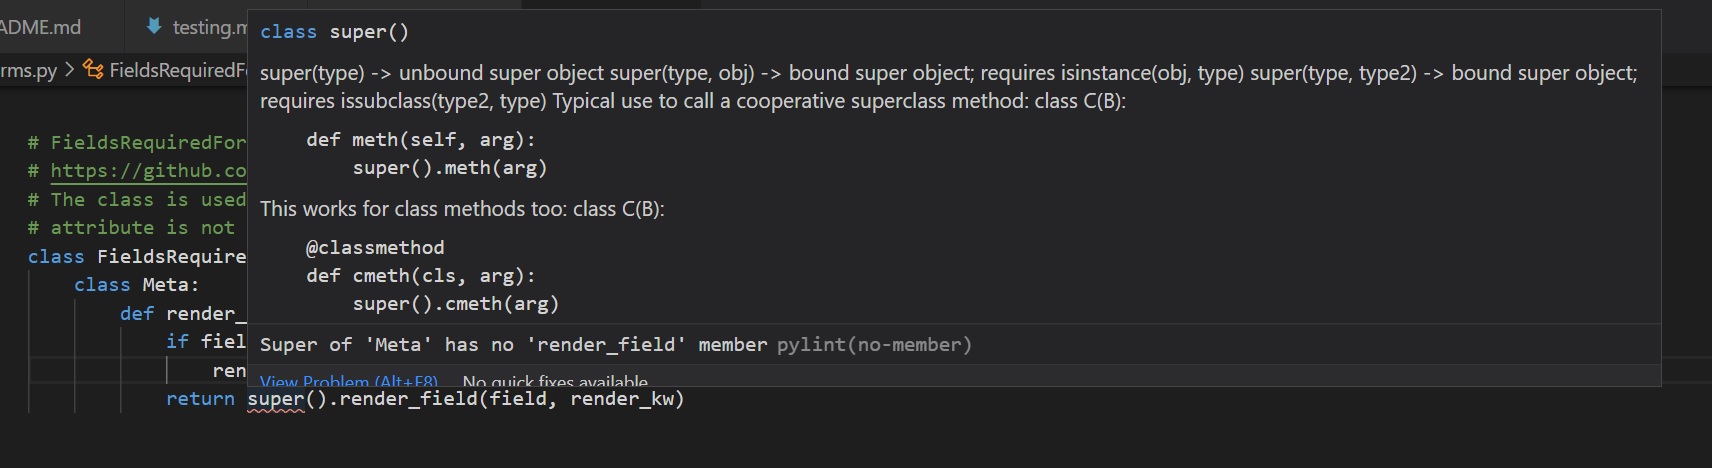 ADME.md
testing.m
rms.py > FieldsRequiredF
class super()
super(type) -> unbound super object super(type, obj) -> bound super object; requires isinstance(obj, type) super(type, type2) -> bound super object;
requires issubclass(type2, type) Typical use to call a cooperative superclass method: class C(B):
def meth(self, arg):
super().meth(arg)
This works for class methods too: class C(B):
@classmethod
def cmeth(cls, arg):
super().cmeth(arg)
Super of 'Meta' has no 'render_field' member pylint(no-member)
View Problem (Alt+F8) No quick fixes available
# FieldsRequiredFor
# https://github.co
# The class is used
# attribute is not
class FieldsRequire
class Meta:
def render_
if fiel
ren
return super().render_field(field, render_kw)